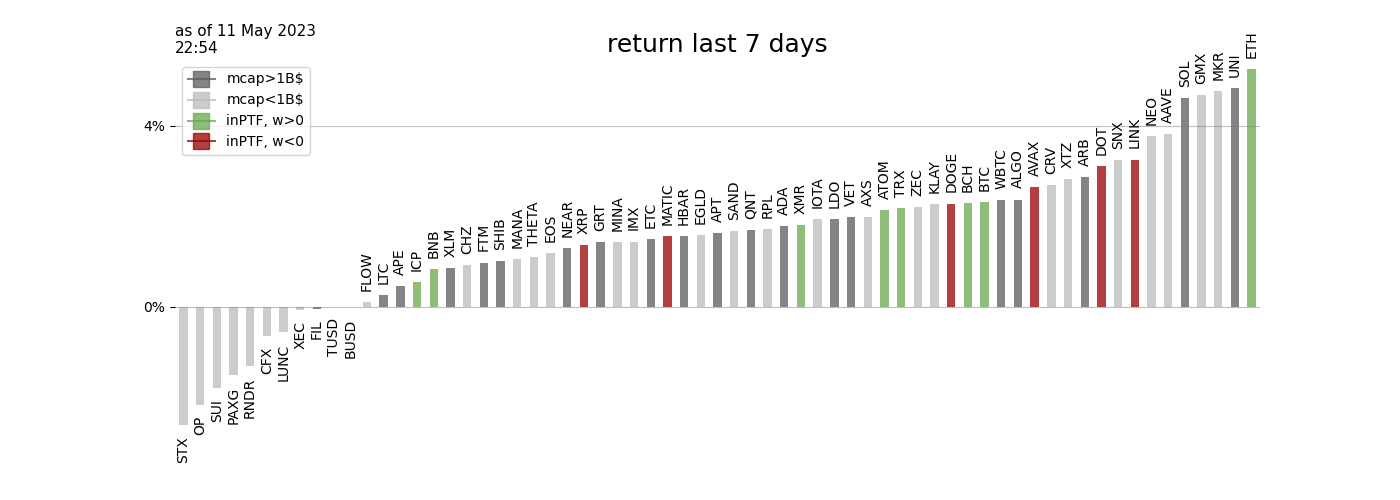 as of 11 May 2023
22:54
return last 7 days
mcap>1B$
mcap<1B$
inPTF, w>0
inPTF, w<0
4%
0%
STX
OP
SUI
PAXG
RNDR
CFX
LUNC
XEC
FIL
TUSD
BUSD
FLOW
LTC
APE
ICP
BNB
XLM
CHZ
FTM
SHIB
MANA
THETA
EOS
NEAR
XRP
GRT
MINA
IMX
ETC
MATIC
HBAR
EGLD
APT
SAND
QNT
RPL
ADA
XMR
IOTA
LDO
VET
AXS
ATOM
TRX
ZEC
KLAY
DOGE
BCH
BTC
WBTC
ALGO
AVAX
CRV
XTZ
ARB
DOT
SNX
LINK
NEO
AAVE
SOL
GMX
MKR
UNI
ETH